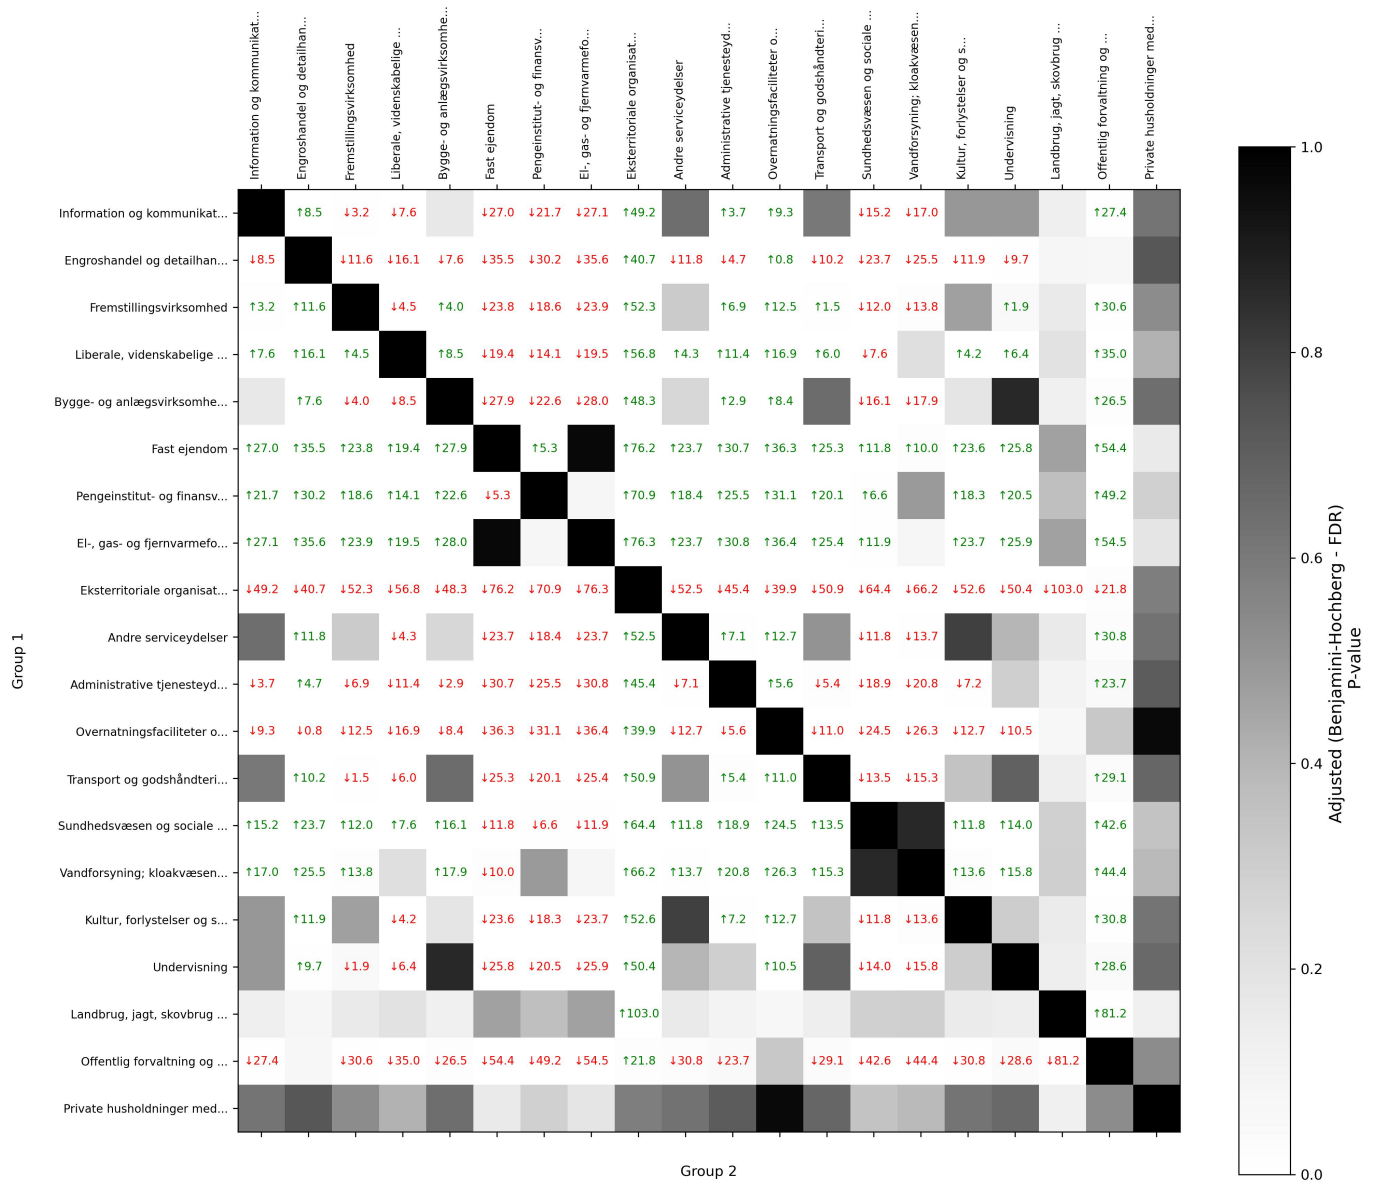 Information og kommunikat...
Engroshandel og detailhan...
Fremstillingsvirksomhed
Liberale, videnskabelige ...
Bygge- og anlægsvirksomhe...
Fast ejendom
Pengeinstitut- og finansv...
El-, gas- og fjernvarmefo...
Eksterritoriale organisat...
Andre serviceydelser
Administrative tjenesteyd...
Overnatningsfaciliteter o...
Transport og godshåndteri...
Sundhedsvæsen og sociale ...
Vandforsyning; kloakvæsen...
Kultur, forlystelser og s...
Undervisning
Landbrug, jagt, skovbrug ...
Offentlig forvaltning og ...
Private husholdninger med...
Information og kommunikat... ↑8.5 ↓3.2 ↓7.6 ↓27.0 ↓21.7 ↓27.1 ↑49.2 ↑3.7 ↑9.3 ↓15.2 ↓17.0 ↑27.4
Engroshandel og detailhan... ↓8.5 ↓11.6 ↓16.1 ↓7.6 ↓35.5 ↓30.2 ↓35.6 ↑40.7 ↓11.8 ↓4.7 ↑0.8 ↓10.2 ↓23.7 ↓25.5 ↓11.9 ↓9.7
Fremstillingsvirksomhed ↑3.2 ↑11.6 ↓4.5 ↑4.0 ↓23.8 ↓18.6 ↓23.9 ↑52.3 ↑6.9 ↑12.5 ↑1.5 ↓12.0 ↓13.8 ↑1.9 ↑30.6
Liberale, videnskabelige ... ↑7.6 ↑16.1 ↑4.5 ↑8.5 ↓19.4 ↓14.1 ↓19.5 ↑56.8 ↑4.3 ↑11.4 ↑16.9 ↑6.0 ↓7.6 ↑4.2 ↑6.4 ↑35.0
Bygge- og anlægsvirksomhe... ↑7.6 ↓4.0 ↓8.5 ↓27.9 ↓22.6 ↓28.0 ↑48.3 ↑2.9 ↑8.4 ↓16.1 ↓17.9 ↑26.5
Fast ejendom ↑27.0 ↑35.5 ↑23.8 ↑19.4 ↑27.9 ↑5.3 ↑76.2 ↑23.7 ↑30.7 ↑36.3 ↑25.3 ↑11.8 ↑10.0 ↑23.6 ↑25.8 ↑54.4
Pengeinstitut- og finansv... ↑21.7 ↑30.2 ↑18.6 ↑14.1 ↑22.6 ↓5.3 ↑70.9 ↑18.4 ↑25.5 ↑31.1 ↑20.1 ↑6.6 ↑18.3 ↑20.5 ↑49.2
El-, gas- og fjernvarmefo... ↑27.1 ↑35.6 ↑23.9 ↑19.5 ↑28.0 ↑76.3 ↑23.7 ↑30.8 ↑36.4 ↑25.4 ↑11.9 ↑23.7 ↑25.9 ↑54.5
Eksterritoriale organisat... ↓49.2 ↓40.7 ↓52.3 ↓56.8 ↓48.3 ↓76.2 ↓70.9 ↓76.3 ↓52.5 ↓45.4 ↓39.9 ↓50.9 ↓64.4 ↓66.2 ↓52.6 ↓50.4 ↓103.0 ↓21.8
Andre serviceydelser ↑11.8 ↓4.3 ↓23.7 ↓18.4 ↓23.7 ↑52.5 ↑7.1 ↑12.7 ↓11.8 ↓13.7 ↑30.8
Administrative tjenesteyd... ↓3.7 ↑4.7 ↓6.9 ↓11.4 ↓2.9 ↓30.7 ↓25.5 ↓30.8 ↑45.4 ↓7.1 ↑5.6 ↓5.4 ↓18.9 ↓20.8 ↓7.2 ↑23.7
Overnatningsfaciliteter o... ↓9.3 ↓0.8 ↓12.5 ↓16.9 ↓8.4 ↓36.3 ↓31.1 ↓36.4 ↑39.9 ↓12.7 ↓5.6 ↓11.0 ↓24.5 ↓26.3 ↓12.7 ↓10.5
Transport og godshåndteri... ↑10.2 ↓1.5 ↓6.0 ↓25.3 ↓20.1 ↓25.4 ↑50.9 ↑5.4 ↑11.0 ↓13.5 ↓15.3 ↑29.1
Sundhedsvæsen og sociale ... ↑15.2 ↑23.7 ↑12.0 ↑7.6 ↑16.1 ↓11.8 ↓6.6 ↓11.9 ↑64.4 ↑11.8 ↑18.9 ↑24.5 ↑13.5 ↑11.8 ↑14.0 ↑42.6
Vandforsyning; kloakvæsen... ↑17.0 ↑25.5 ↑13.8 ↑17.9 ↓10.0 ↑66.2 ↑13.7 ↑20.8 ↑26.3 ↑15.3 ↑13.6 ↑15.8 ↑44.4
Kultur, forlystelser og s... ↑11.9 ↓4.2 ↓23.6 ↓18.3 ↓23.7 ↑52.6 ↑7.2 ↑12.7 ↓11.8 ↓13.6 ↑30.8
Undervisning ↑9.7 ↓1.9 ↓6.4 ↓25.8 ↓20.5 ↓25.9 ↑50.4 ↑10.5 ↓14.0 ↓15.8 ↑28.6
Landbrug, jagt, skovbrug ... ↑103.0 ↑81.2
Offentlig forvaltning og ... ↓27.4 ↓30.6 ↓35.0 ↓26.5 ↓54.4 ↓49.2 ↓54.5 ↑21.8 ↓30.8 ↓23.7 ↓29.1 ↓42.6 ↓44.4 ↓30.8 ↓28.6 ↓81.2
Private husholdninger med...
Group 1
Group 2
1.0
0.8
0.6
0.4
0.2
0.0
Adjusted (Benjamini-Hochberg - FDR)
P-value